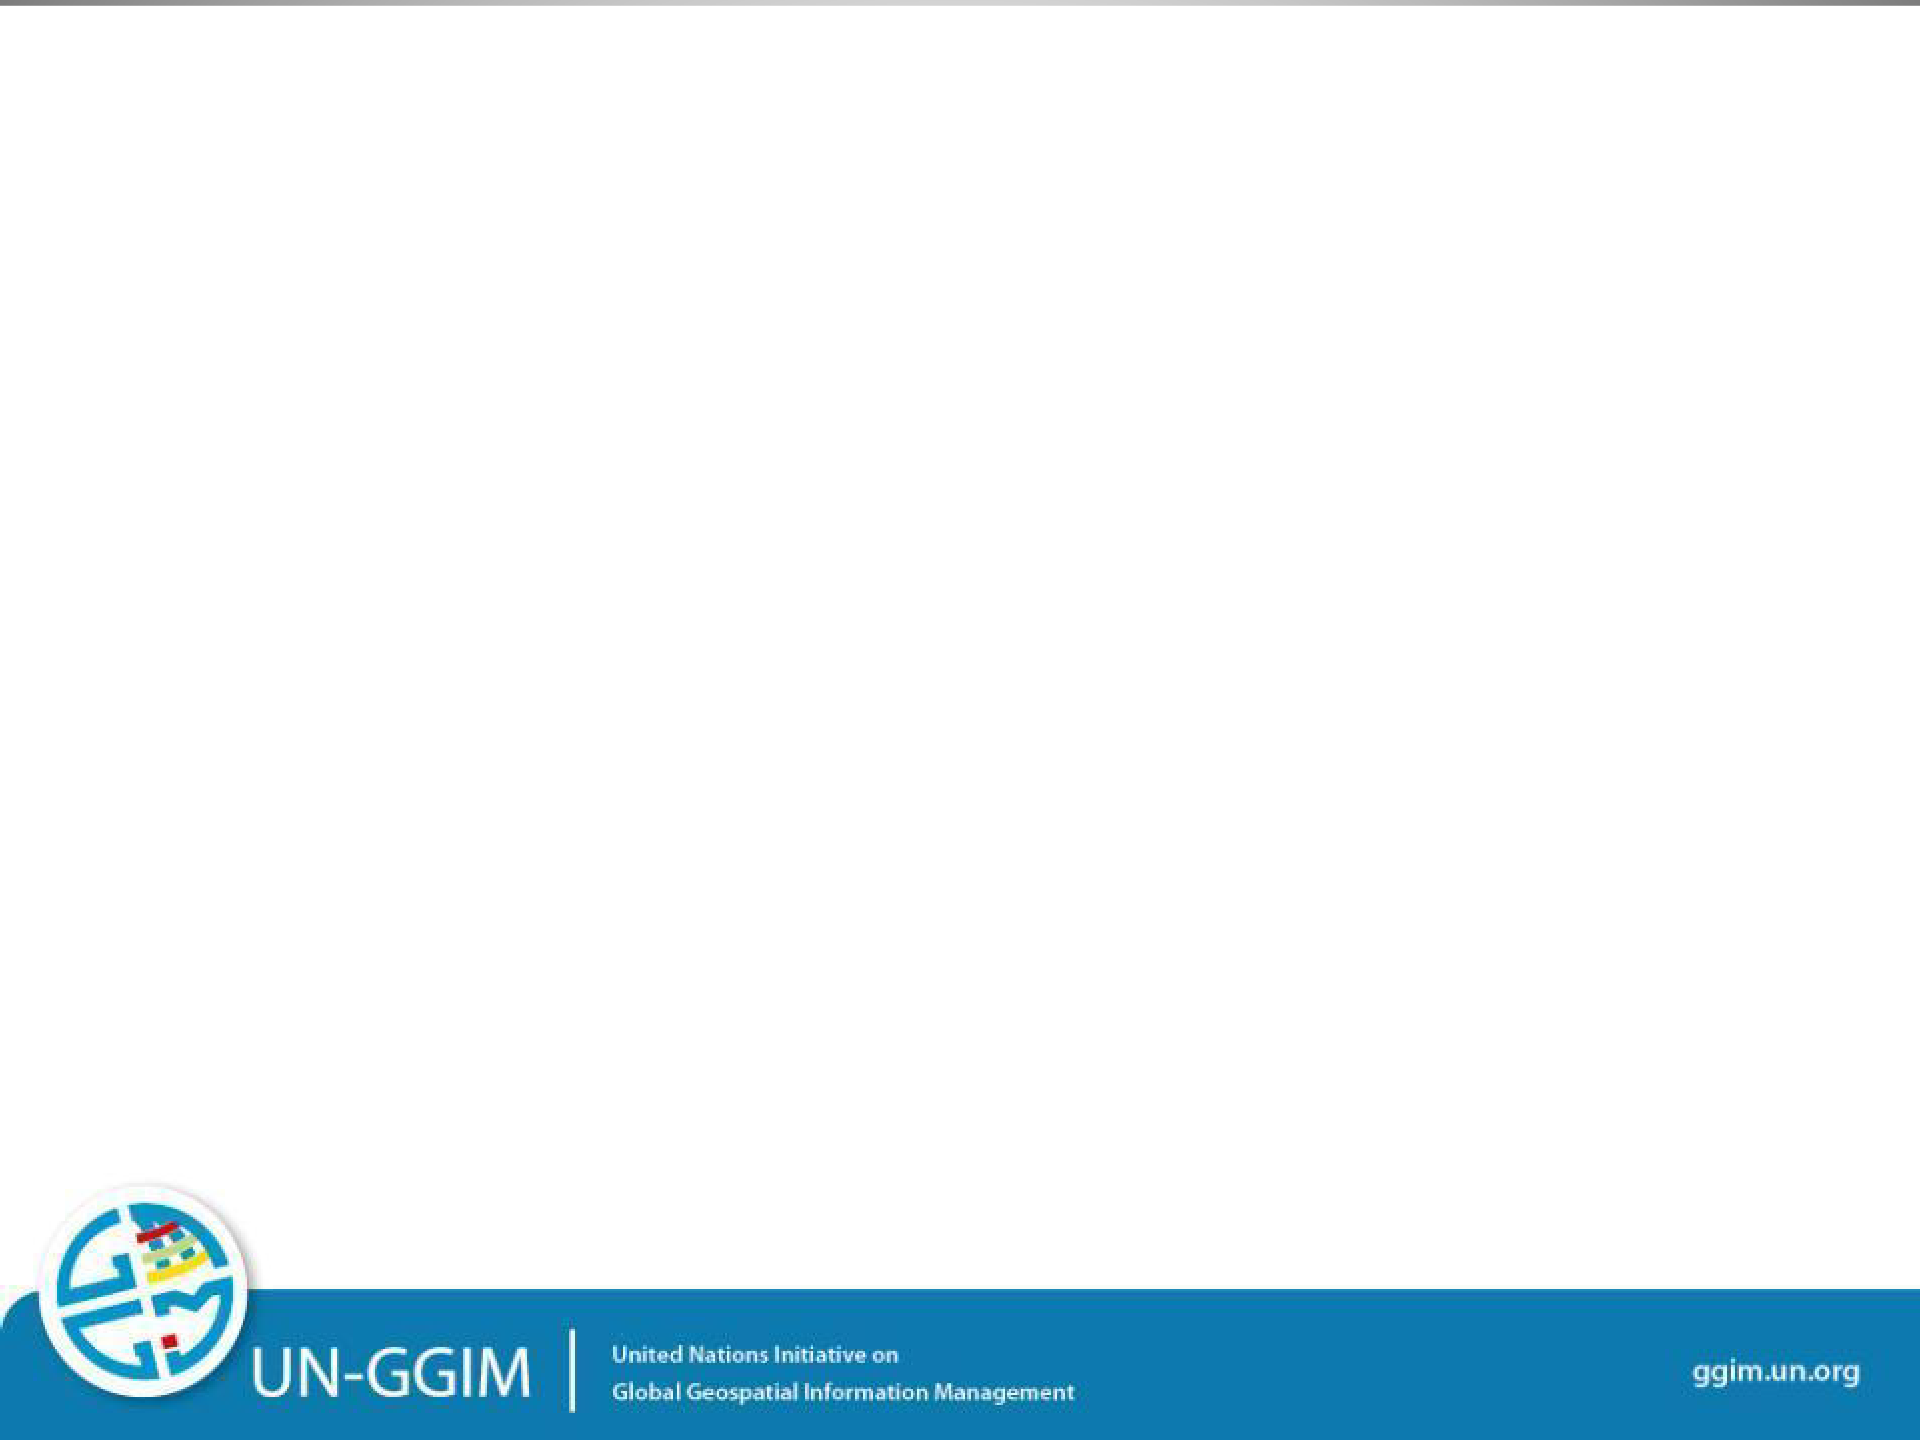 UN-GGIM
United Nations Initiative on
Global Geospatial Information Management
ggim.un.org